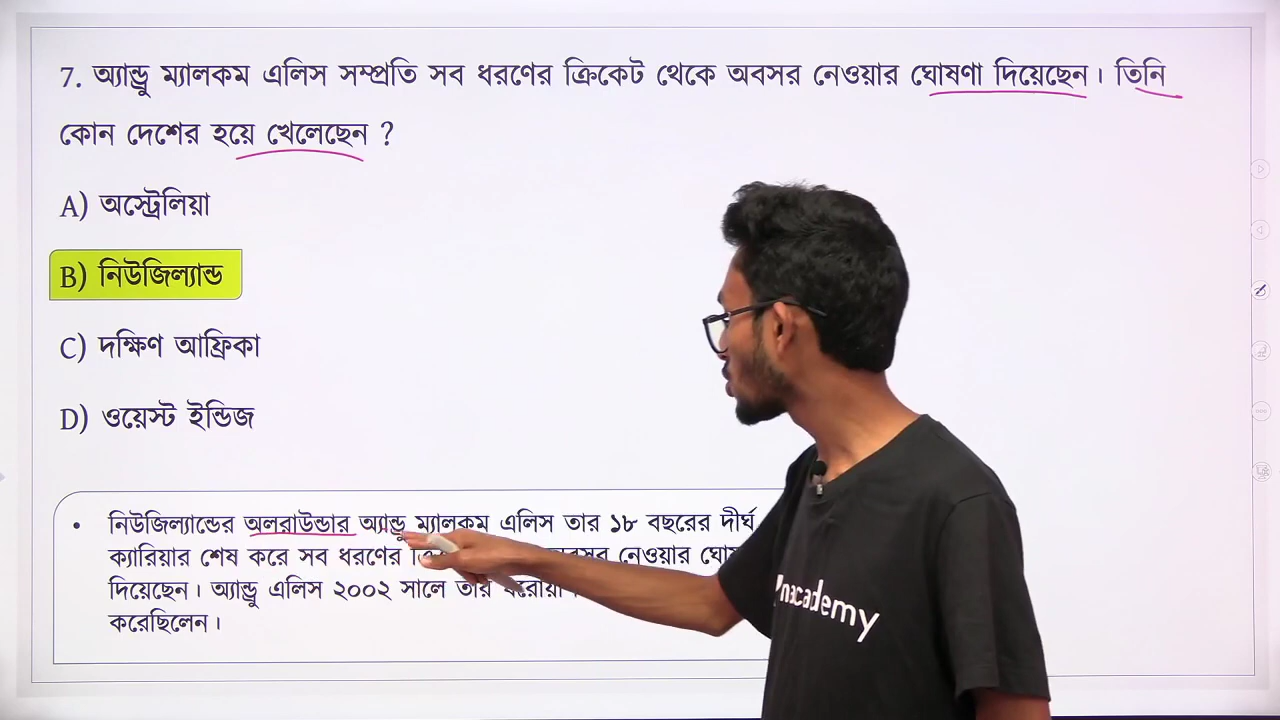 7. অ্যান্ড্রু ম্যালকম এলিস সম্প্রতি সব ধরণের ক্রিকেট থেকে অবসর নেওয়ার ঘোষণা দিয়েছেন। তিনি
কোন দেশের হয়ে খেলেছেন ?
A) অস্ট্রেলিয়া
B) নিউজিল্যান্ড
C) দক্ষিণ আফ্রিকা
D) ওয়েস্ট ইন্ডিজ
• নিউজিল্যান্ডের অলরাউন্ডার অ্যান্ড্রু ম্যালকম এলিস তার ১৮ বছরের দীর্ঘ
ক্যারিয়ার শেষ করে সব ধরণের নেওয়ার
দিয়েছেন। অ্যান্ড্রু এলিস ২০০২ সালে তার
করেছিলেন।
unacademy